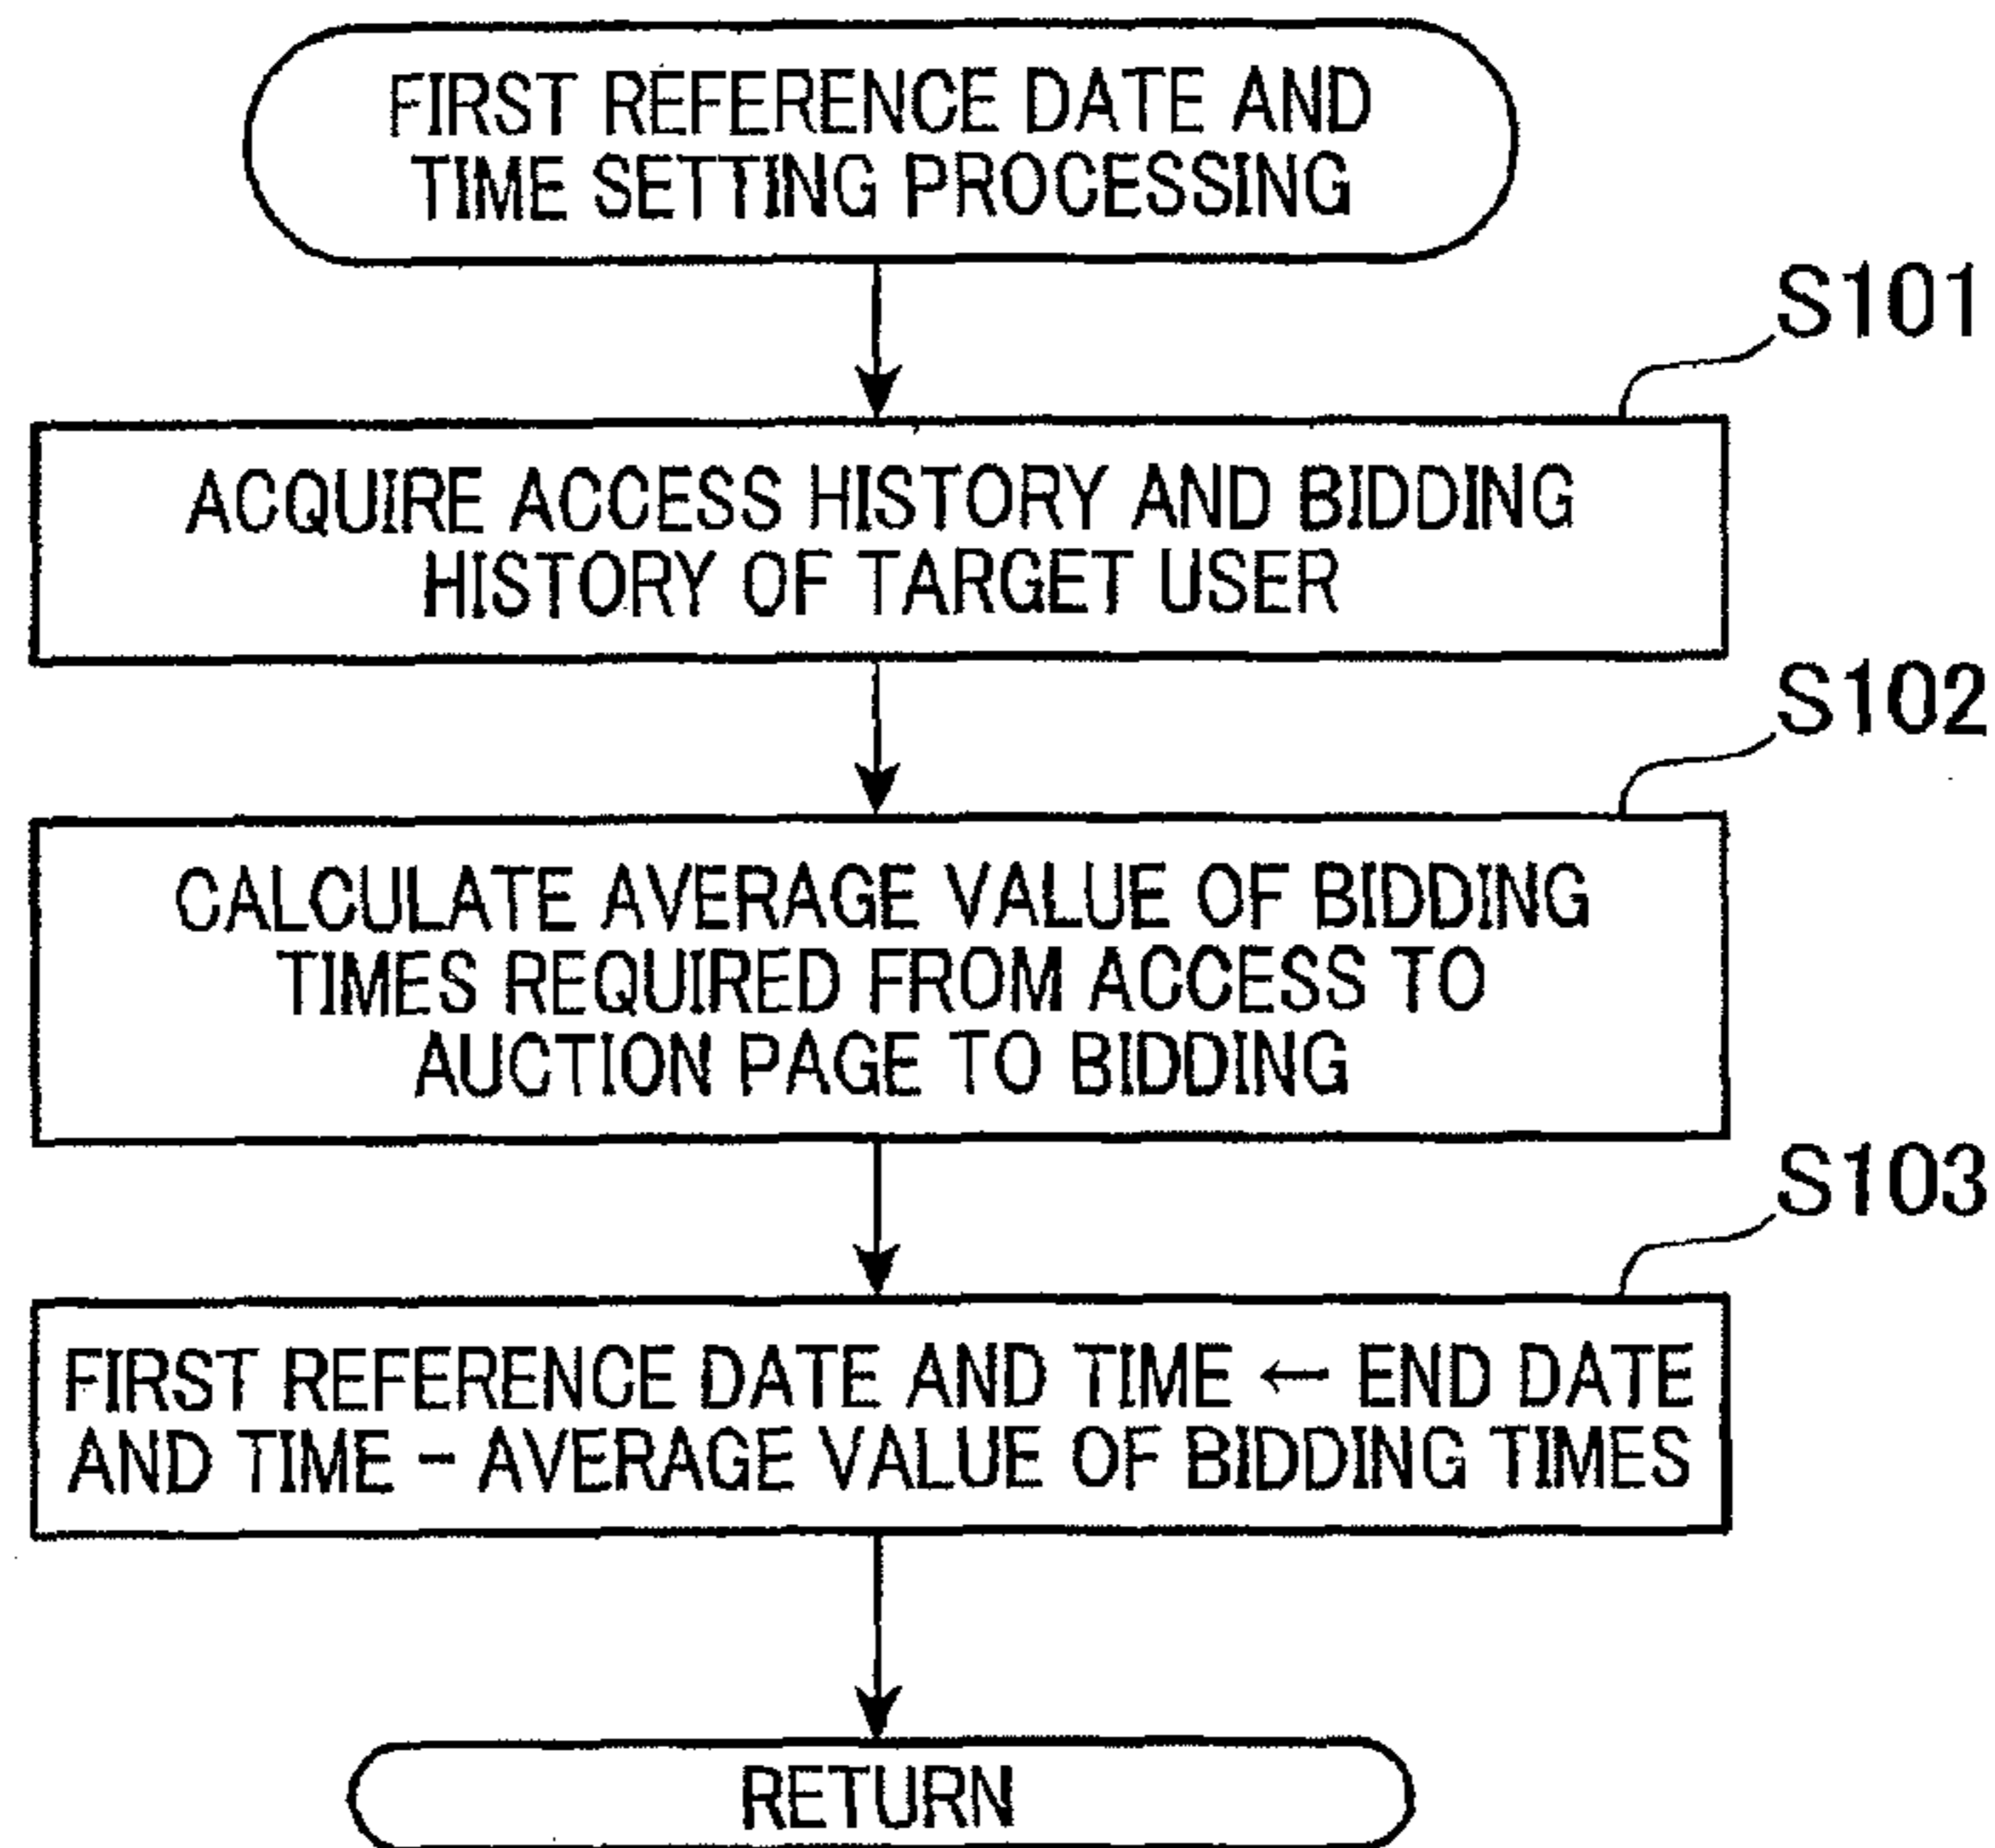 FIRST REFERENCE DATE AND
TIME SETTING PROCESSING
S101
ACQUIRE ACCESS HISTORY AND BIDDING
HISTORY OF TARGET USER
S102
CALCULATE AVERAGE VALUE OF BIDDING
TIMES REQUIRED FROM ACCESS TO
AUCTION PAGE TO BIDDING
S103
FIRST REFERENCE DATE AND TIME ← END DATE
AND TIME - AVERAGE VALUE OF BIDDING TIMES
RETURN